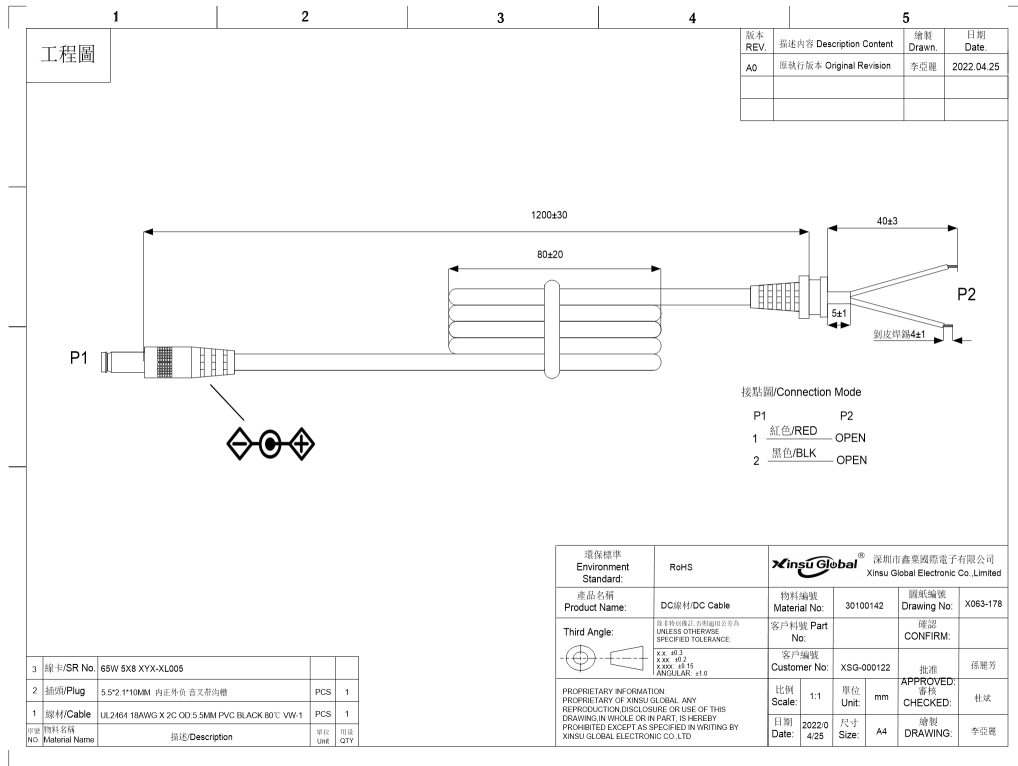 1 2 3 4 5
工程圖
版本 描述內容 Description Content 繪製 日期
REV. Drawn. Date.
A0 原執行版本 Original Revision 李亞麗 2022.04.25
1200±30
40±3
80±20
P2
5±1
剝皮焊錫4±1
P1
接點圖/Connection Mode
P1 P2
1 紅色/RED OPEN
2 黑色/BLK OPEN
環保標準
Environment
Standard:
RoHS
Xinsu Global®
深圳市鑫粟國際電子有限公司
Xinsu Global Electronic Co.,Limited
產品名稱
Product Name:
DC線材/DC Cable
物料編號
Material No:
30100142
圖紙編號
Drawing No:
X063-178
Third Angle:
除非特別備註,否則適用公差為
UNLESS OTHERWSE
SPECIFIED TOLERANCE:
x x: ±0.3
x xx: ±0.2
x xxx: ±0.15
ANGULAR: ±1.0
客戶料號 Part
No:
確認
CONFIRM:
客戶編號
Customer No:
XSG-000122
批准
APPROVED:
孫麗芳
PROPRIETARY INFORMATION:
PROPRIETARY OF XINSU GLOBAL. ANY
REPRODUCTION,DISCLOSURE OR USE OF THIS
DRAWING,IN WHOLE OR IN PART, IS HEREBY
PROHIBITED EXCEPT AS SPECIFIED IN WRITING BY
XINSU GLOBAL ELECTRONIC CO.,LTD
比例
Scale:
1:1
單位
Unit:
mm
審核
CHECKED:
杜斌
日期
Date:
2022/0
4/25
尺寸
Size:
A4
繪製
DRAWING:
李亞麗
3 線卡/SR No. 65W 5X8 XYX-XL005
2 插頭/Plug 5.5*2.1*10MM 內正外负 音叉带沟槽 PCS 1
1 線材/Cable UL2464 18AWG X 2C OD:5.5MM PVC BLACK 80℃ VW-1 PCS 1
序號 物料名稱 描述/Description 單位 用量
NO. Material Name Unit QTY